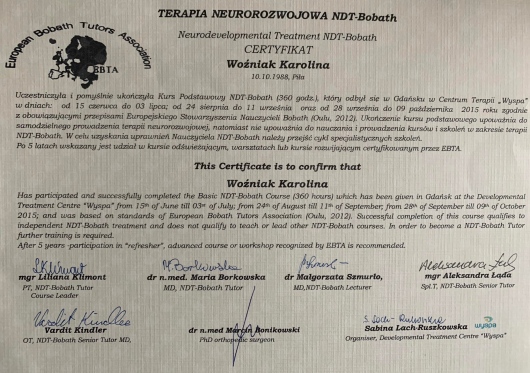 TERAPIA NEUROROZWOJOWA NDT-Bobath
European Bobath Tutors Association
EBTA
Neurodevelopmental Treatment NDT-Bobath
CERTYFIKAT
Woźniak Karolina
10.10.1988, Piła
Uczestniczyła i pomyślnie ukończyła Kurs Podstawowy NDT-Bobath (360 godz.), który odbył się w Gdańsku w Centrum Terapii „Wyspa"
w dniach: od 15 czerwca do 03 lipca; od 24 sierpnia do 11 września oraz od 28 września do 09 października 2015 roku zgodnie
z obowiązującymi przepisami Europejskiego Stowarzyszenia Nauczycieli Bobath (Oulu, 2012). Ukończenie kursu podstawowego upoważnia do
samodzielnego prowadzenia terapii neurorozwojowej, natomiast nie upoważnia do nauczania i prowadzenia kursów i szkoleń w zakresie terapii
NDT-Bobath. W celu uzyskania uprawnień Nauczyciela NDT-Bobath należy przejść cykl specjalistycznych szkoleń.
Po 5 latach wskazany jest udział w kursie odświeżającym, warsztatach lub kursie rozwijającym certyfikowanym przez EBTA.
This Certificate is to confirm that
Woźniak Karolina
Has participated and successfully completed the Basic NDT-Bobath Course (360 hours) which has been given in Gdańsk at the Developmental
Treatment Centre "Wyspa" from 15th of June till 03rd of July; from 24th of August till 11th of September; from 28th of September till 09th of October
2015; and was based on standards of European Bobath Tutors Association (Oulu, 2012). Successful completion of this course qualifies to
independent NDT-Bobath treatment and does not qualify to teach or lead other NDT-Bobath courses. In order to become a NDT-Bobath Tutor
further training is required.
After 5 years -participation in "refresher", advanced course or workshop recognized by EBTA is recommended.
mgr Liliana Klimont
PT, NDT-Bobath Tutor
Course Leader
dr n.med. Maria Borkowska
MD, NDT-Bobath Tutor
dr Małgorzata Szmurło,
MD,NDT-Bobath Lecturer
mgr Aleksandra Łada
Spl.T, NDT-Bobath Senior Tutor
Vardit Kindler
Vardit Kindler
OT, NDT-Bobath Senior Tutor MD,
dr n.med Marcin Bonikowski
PhD orthopedic surgeon
S. Lach-Ruszkowska
Sabina Lach-Ruszkowska
wyspa
Organiser, Developmental Treatment Centre "Wyspa"